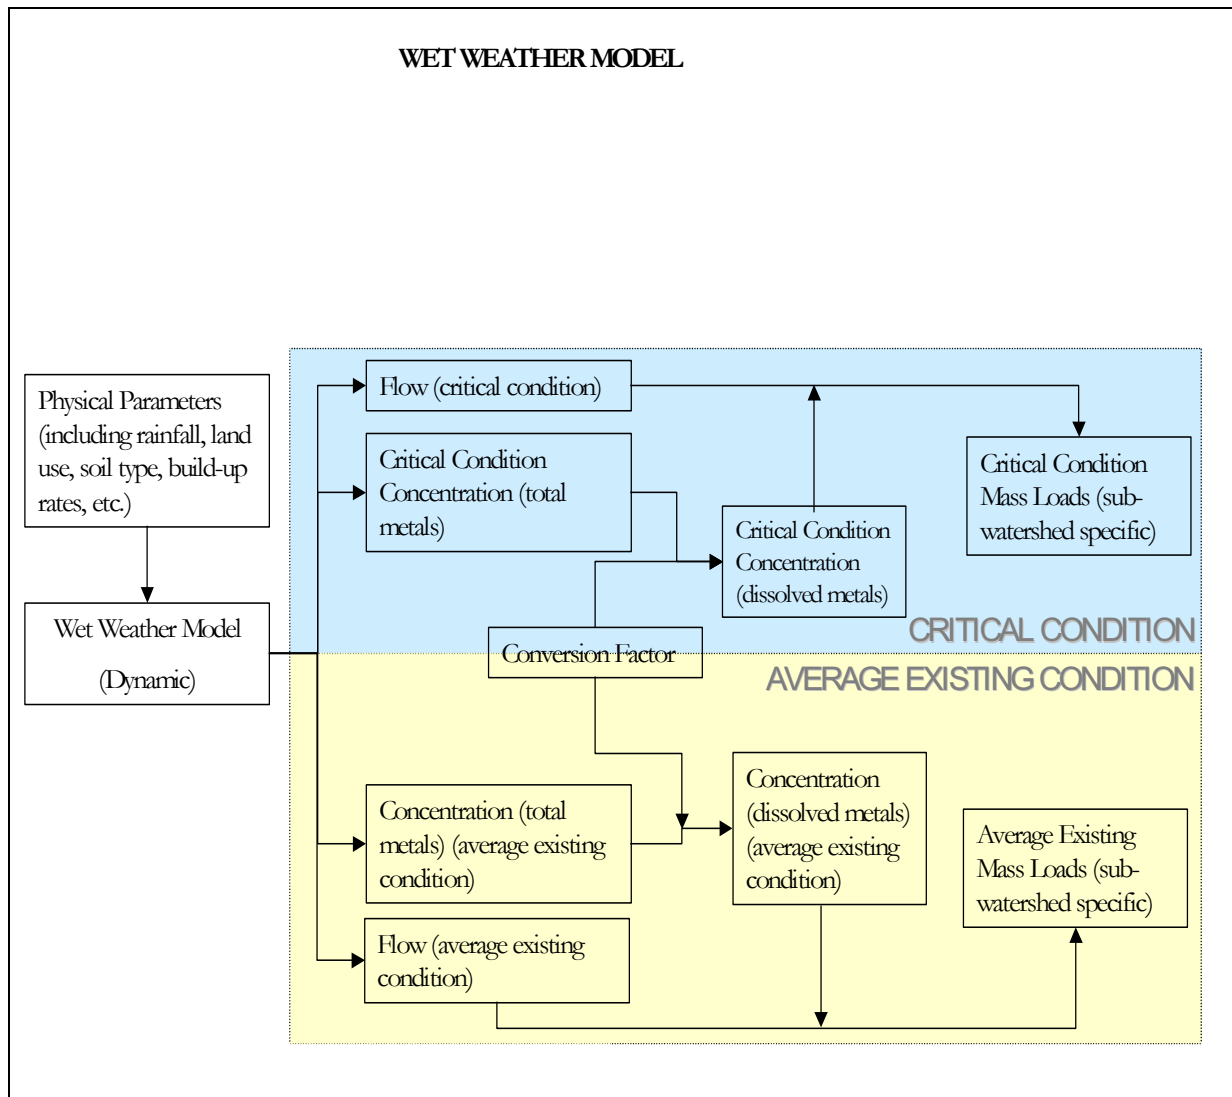 WET WEATHER MODEL
Physical Parameters
(including rainfall, land
use, soil type, build-up
rates, etc.)
Wet Weather Model
(Dynamic)
Flow (critical condition)
Critical Condition
Concentration (total
metals)
Critical Condition
Concentration
(dissolved metals)
Critical Condition
Mass Loads (sub-
watershed specific)
CRITICAL CONDITION
Conversion Factor
AVERAGE EXISTING CONDITION
Concentration (total
metals) (average existing
condition)
Concentration
(dissolved metals)
(average existing
condition)
Average Existing
Mass Loads (sub-
watershed specific)
Flow (average existing
condition)